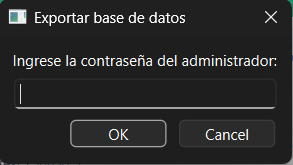 Exportar base de datos
Ingrese la contraseña del administrador:
OK
Cancel